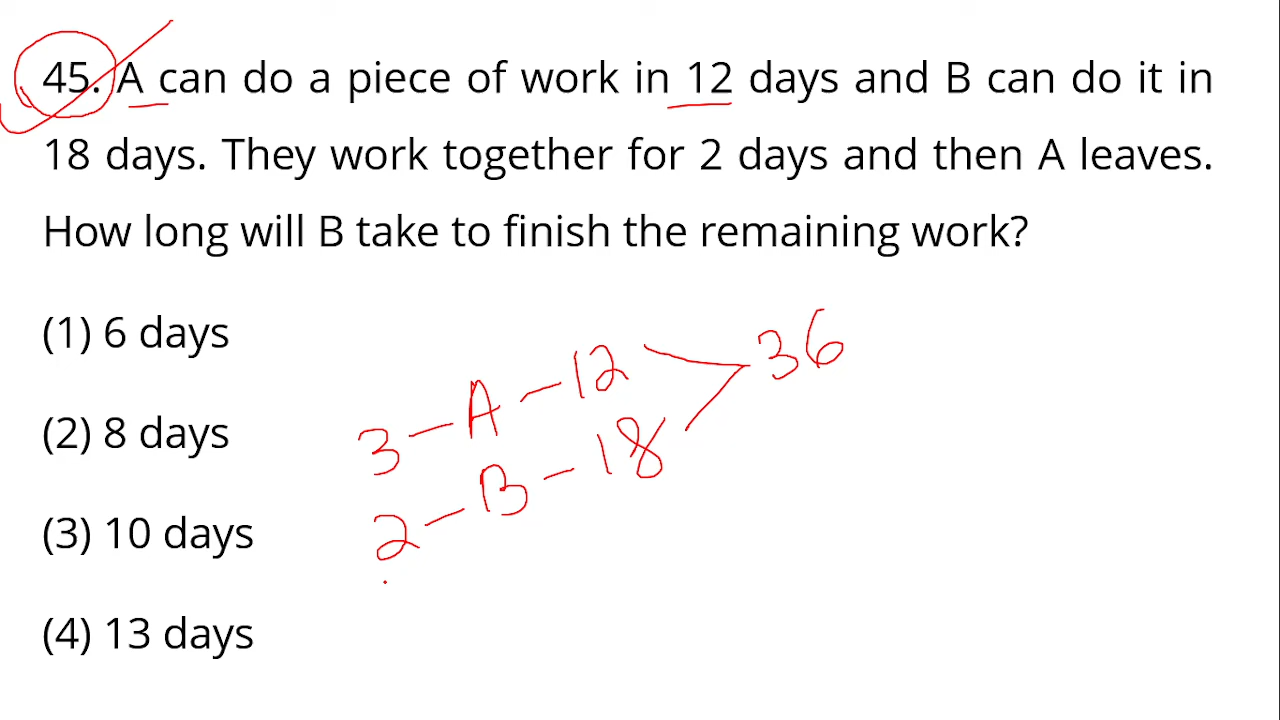 45. A can do a piece of work in 12 days and B can do it in
18 days. They work together for 2 days and then A leaves.
How long will B take to finish the remaining work?
(1) 6 days
(2) 8 days
(3) 10 days
(4) 13 days
3 - A - 12
36
2 - B - 18